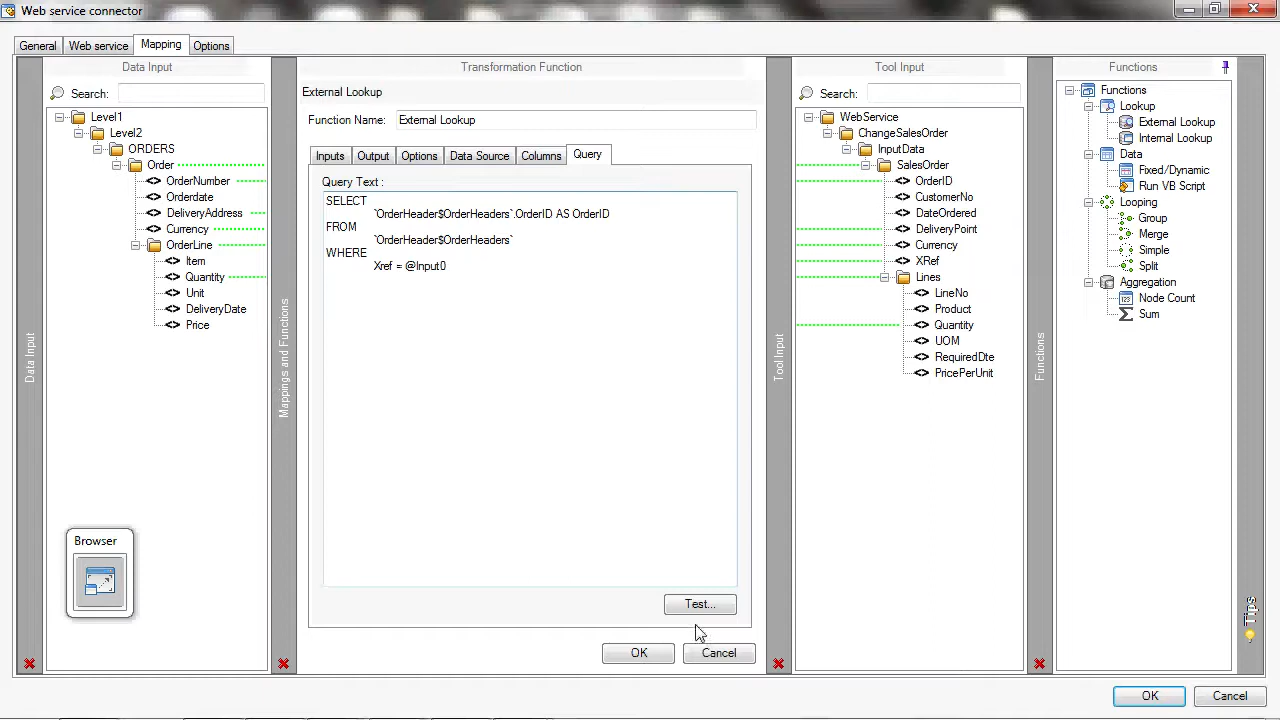 Web service connector
General
Web service
Mapping
Options
Data Input
Search:
Level1
Level2
ORDERS
Order
OrderNumber
Orderdate
DeliveryAddress
Currency
OrderLine
Item
Quantity
Unit
DeliveryDate
Price
Browser
Data Input
Mappings and Functions
Transformation Function
External Lookup
Function Name:
External Lookup
Inputs
Output
Options
Data Source
Columns
Query
Query Text :
SELECT
`OrderHeader$OrderHeaders`.OrderID AS OrderID
FROM
`OrderHeader$OrderHeaders`
WHERE
Xref = @Input0
Test...
OK
Cancel
Tool Input
Tool Input
Search:
WebService
ChangeSalesOrder
InputData
SalesOrder
OrderID
CustomerNo
DateOrdered
DeliveryPoint
Currency
XRef
Lines
LineNo
Product
Quantity
UOM
RequiredDte
PricePerUnit
Functions
Functions
Functions
Lookup
External Lookup
Internal Lookup
Data
Fixed/Dynamic
Run VB Script
Looping
Group
Merge
Simple
Split
Aggregation
Node Count
Sum
Tips
OK
Cancel